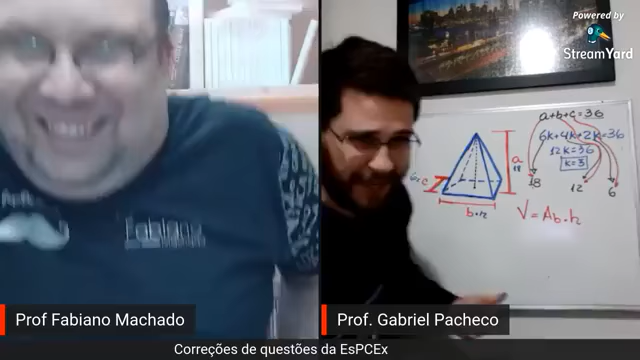 Powered by
StreamYard
a+b+c=36
6k+4k+2k=36
12k=36
k=3
18
12
6
a
18
6=c
b=12
V=Ab.h
Prof Fabiano Machado
Prof. Gabriel Pacheco
Correções de questões da EsPCEx